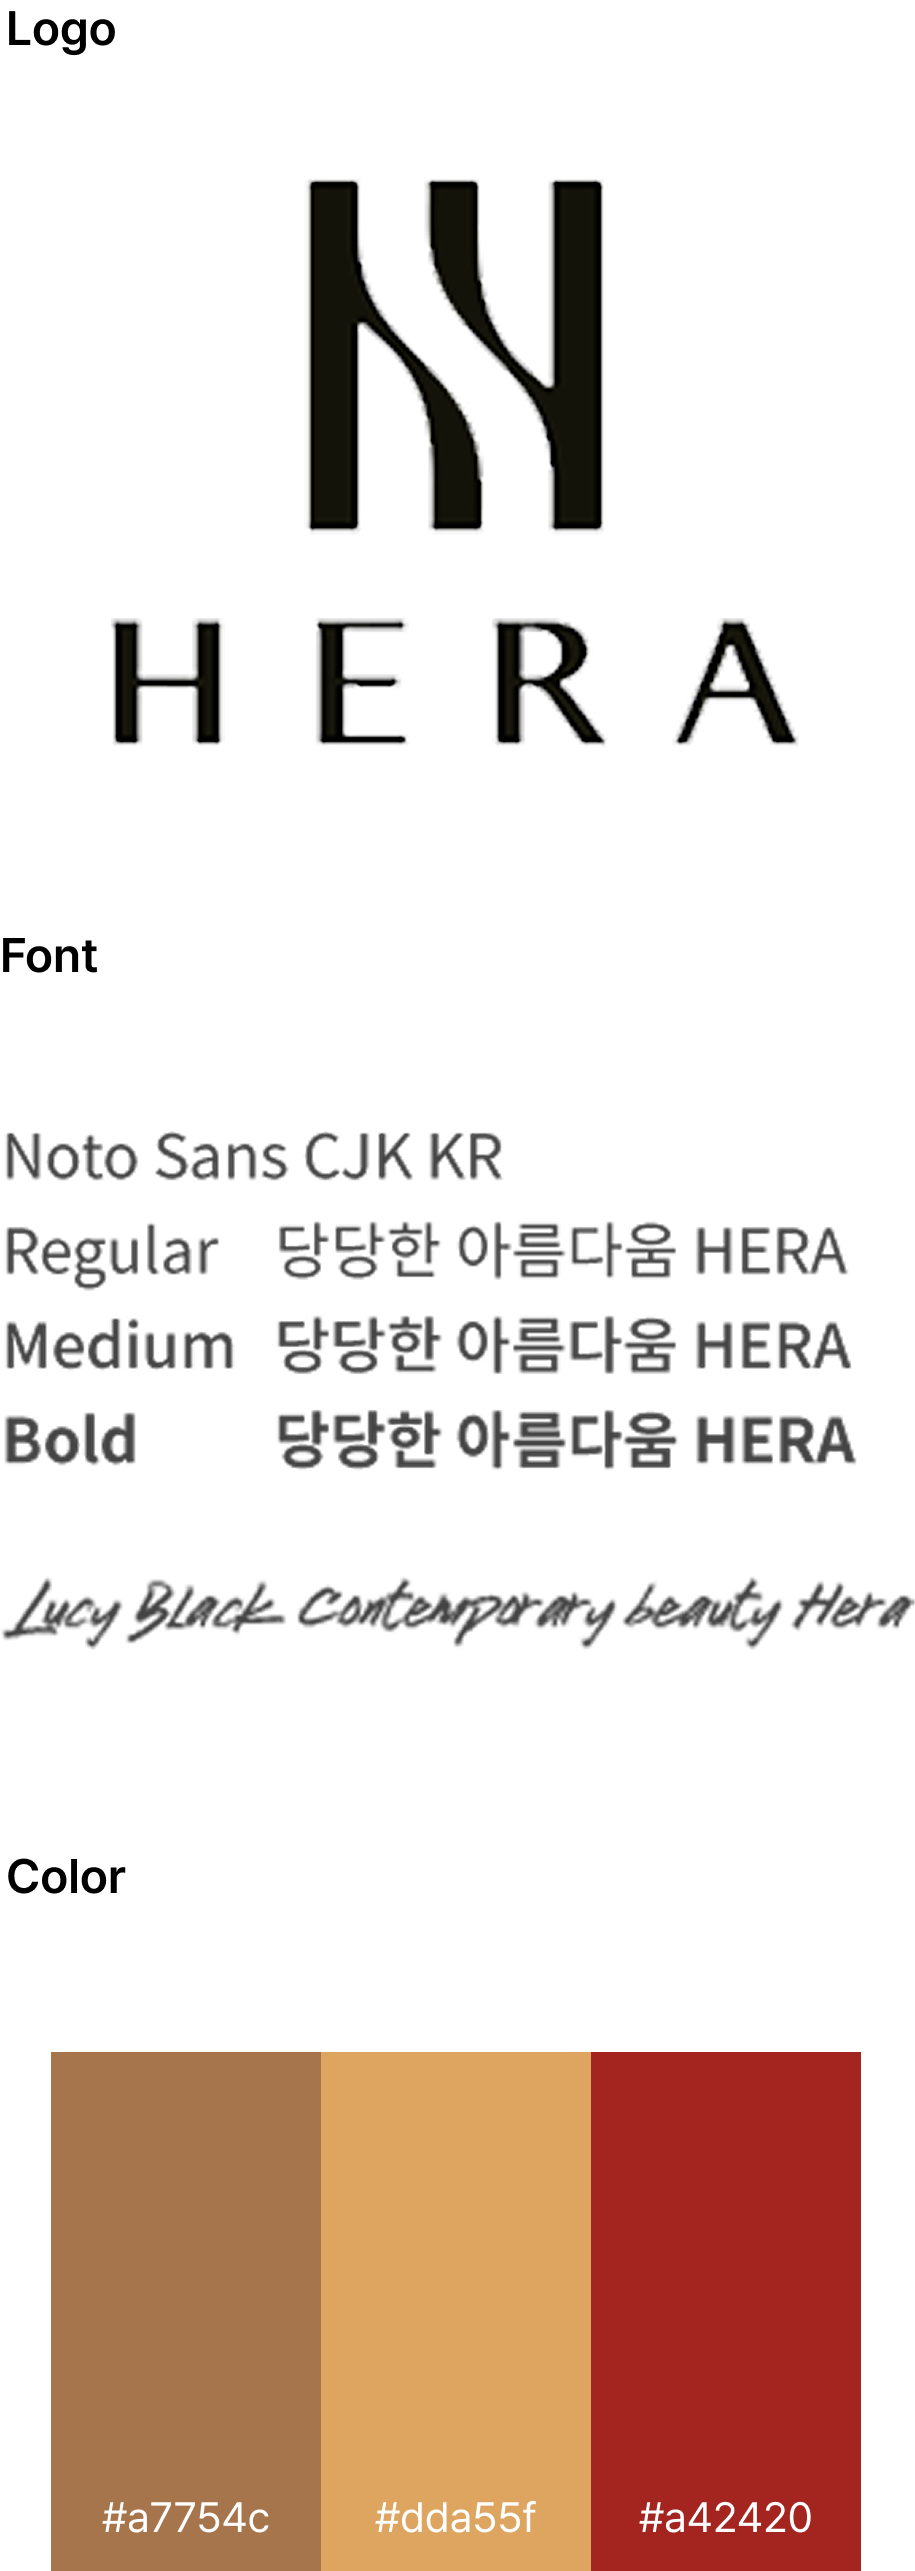 Logo
HERA
Font
Noto Sans CJK KR
Regular 당당한 아름다움 HERA
Medium 당당한 아름다움 HERA
Bold 당당한 아름다움 HERA
Lucy Black Contemporary beauty Hera
Color
#a7754c #dda55f #a42420